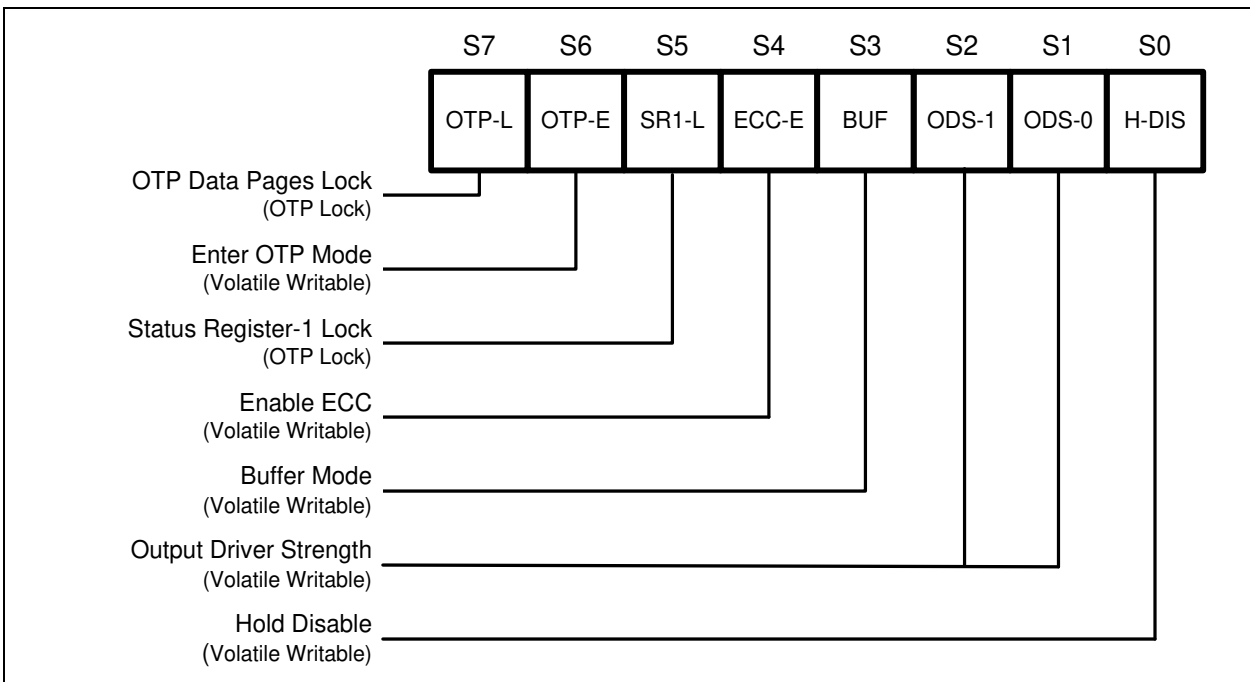 S7 S6 S5 S4 S3 S2 S1 S0
OTP-L OTP-E SR1-L ECC-E BUF ODS-1 ODS-0 H-DIS
OTP Data Pages Lock
(OTP Lock)
Enter OTP Mode
(Volatile Writable)
Status Register-1 Lock
(OTP Lock)
Enable ECC
(Volatile Writable)
Buffer Mode
(Volatile Writable)
Output Driver Strength
(Volatile Writable)
Hold Disable
(Volatile Writable)